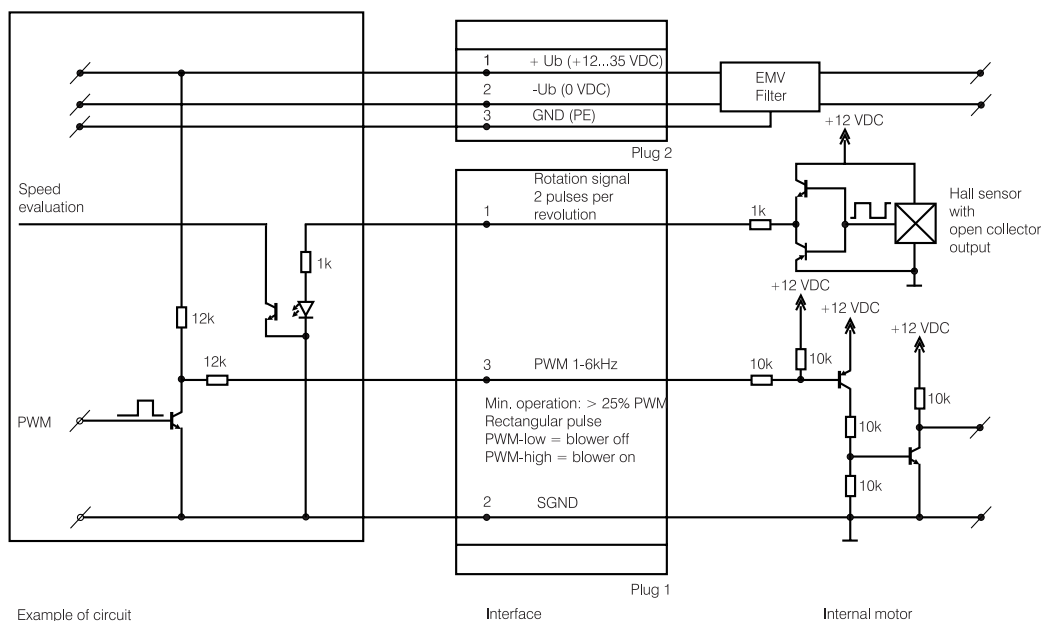 1 + Ub (+12...35 VDC)
2 -Ub (0 VDC)
3 GND (PE)
EMV
Filter
Plug 2
+12 VDC
Speed
evaluation
Rotation signal
2 pulses per
revolution
1
1k
Hall sensor
with
open collector
output
1k
+12 VDC
+12 VDC
+12 VDC
12k
12k
3 PWM 1-6kHz
10k
10k
10k
PWM
Min. operation: > 25% PWM
Rectangular pulse
PWM-low = blower off
PWM-high = blower on
10k
10k
2 SGND
Plug 1
Example of circuit
Interface
Internal motor